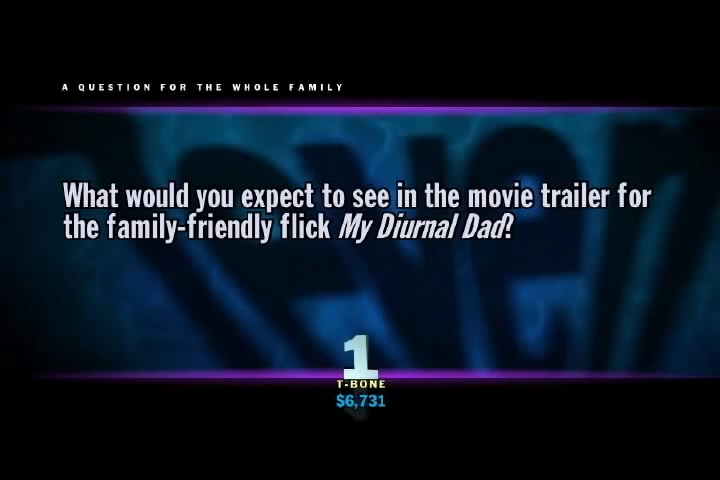 A QUESTION FOR THE WHOLE FAMILY
What would you expect to see in the movie trailer for
the family-friendly flick My Diurnal Dad?
1
T-BONE
$6,731